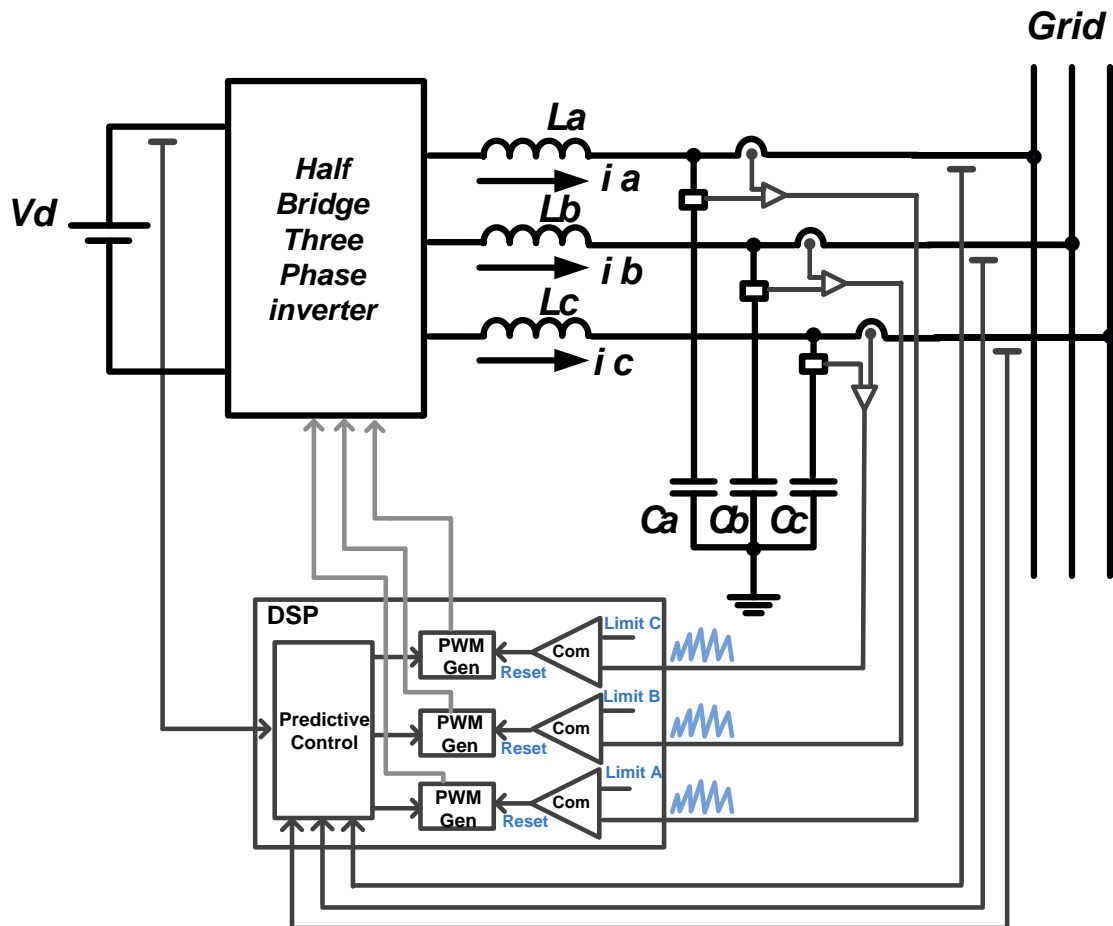 Grid
La
Half
Bridge
Three
Phase
inverter
i a
Vd
Lb
i b
Lc
i c
Ca
Cb
Cc
DSP
Limit C
PWM
Gen
Com
Reset
Limit B
Predictive
Control
PWM
Gen
Com
Reset
Limit A
PWM
Gen
Com
Reset